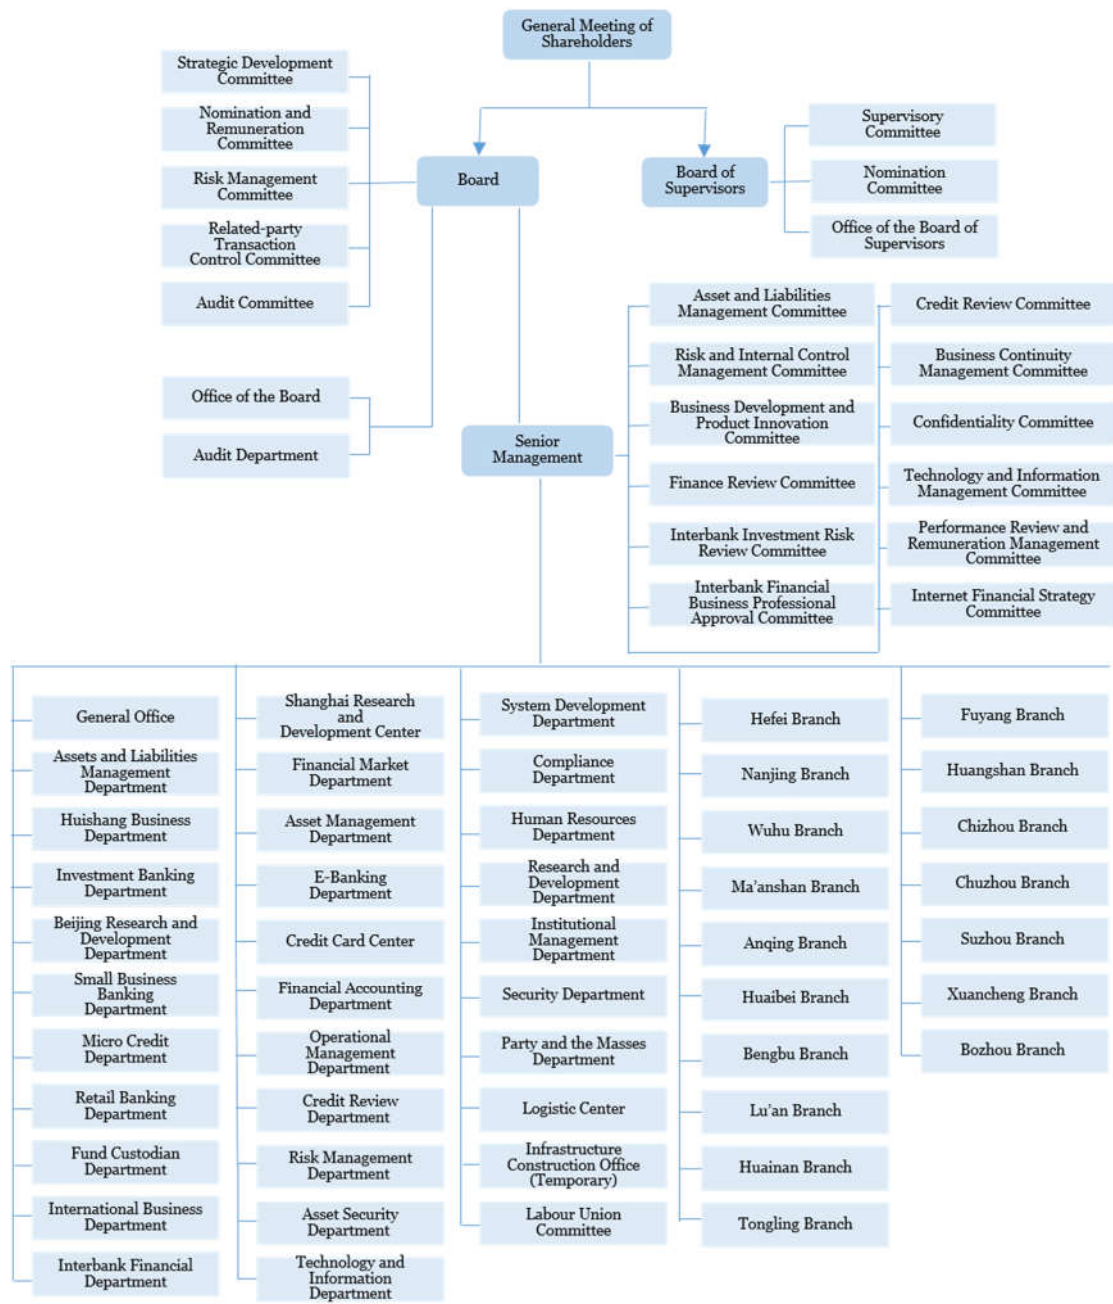 General Meeting of
Shareholders
Strategic Development
Committee
Nomination and
Remuneration
Committee
Risk Management
Committee
Related-party
Transaction
Control Committee
Audit Committee
Board
Board of
Supervisors
Supervisory
Committee
Nomination
Committee
Office of the Board of
Supervisors
Office of the Board
Audit Department
Senior
Management
Asset and Liabilities
Management Committee
Risk and Internal Control
Management Committee
Business Development and
Product Innovation
Committee
Finance Review Committee
Interbank Investment Risk
Review Committee
Interbank Financial
Business Professional
Approval Committee
Credit Review Committee
Business Continuity
Management Committee
Confidentiality Committee
Technology and Information
Management Committee
Performance Review and
Remuneration Management
Committee
Internet Financial Strategy
Committee
General Office
Assets and Liabilities
Management
Department
Huishang Business
Department
Investment Banking
Department
Beijing Research and
Development
Department
Small Business
Banking
Department
Micro Credit
Department
Retail Banking
Department
Fund Custodian
Department
International Business
Department
Interbank Financial
Department
Shanghai Research
and
Development Center
Financial Market
Department
Asset Management
Department
E-Banking
Department
Credit Card Center
Financial Accounting
Department
Operational
Management
Department
Credit Review
Department
Risk Management
Department
Asset Security
Department
Technology and
Information
Department
System Development
Department
Compliance
Department
Human Resources
Department
Research and
Development
Department
Institutional
Management
Department
Security Department
Party and the Masses
Department
Logistic Center
Infrastructure
Construction Office
(Temporary)
Labour Union
Committee
Hefei Branch
Nanjing Branch
Wuhu Branch
Ma’anshan Branch
Anqing Branch
Huaibei Branch
Bengbu Branch
Lu’an Branch
Huainan Branch
Tongling Branch
Fuyang Branch
Huangshan Branch
Chizhou Branch
Chuzhou Branch
Suzhou Branch
Xuancheng Branch
Bozhou Branch